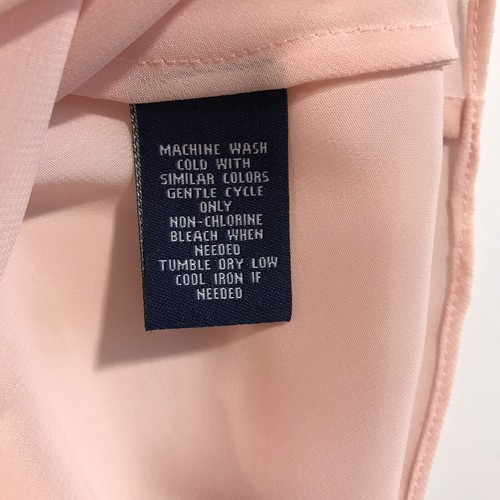 MACHINE WASH
COLD WITH
SIMILAR COLORS
GENTLE CYCLE
ONLY
NON-CHLORINE
BLEACH WHEN
NEEDED
TUMBLE DRY LOW
COOL IRON IF
NEEDED